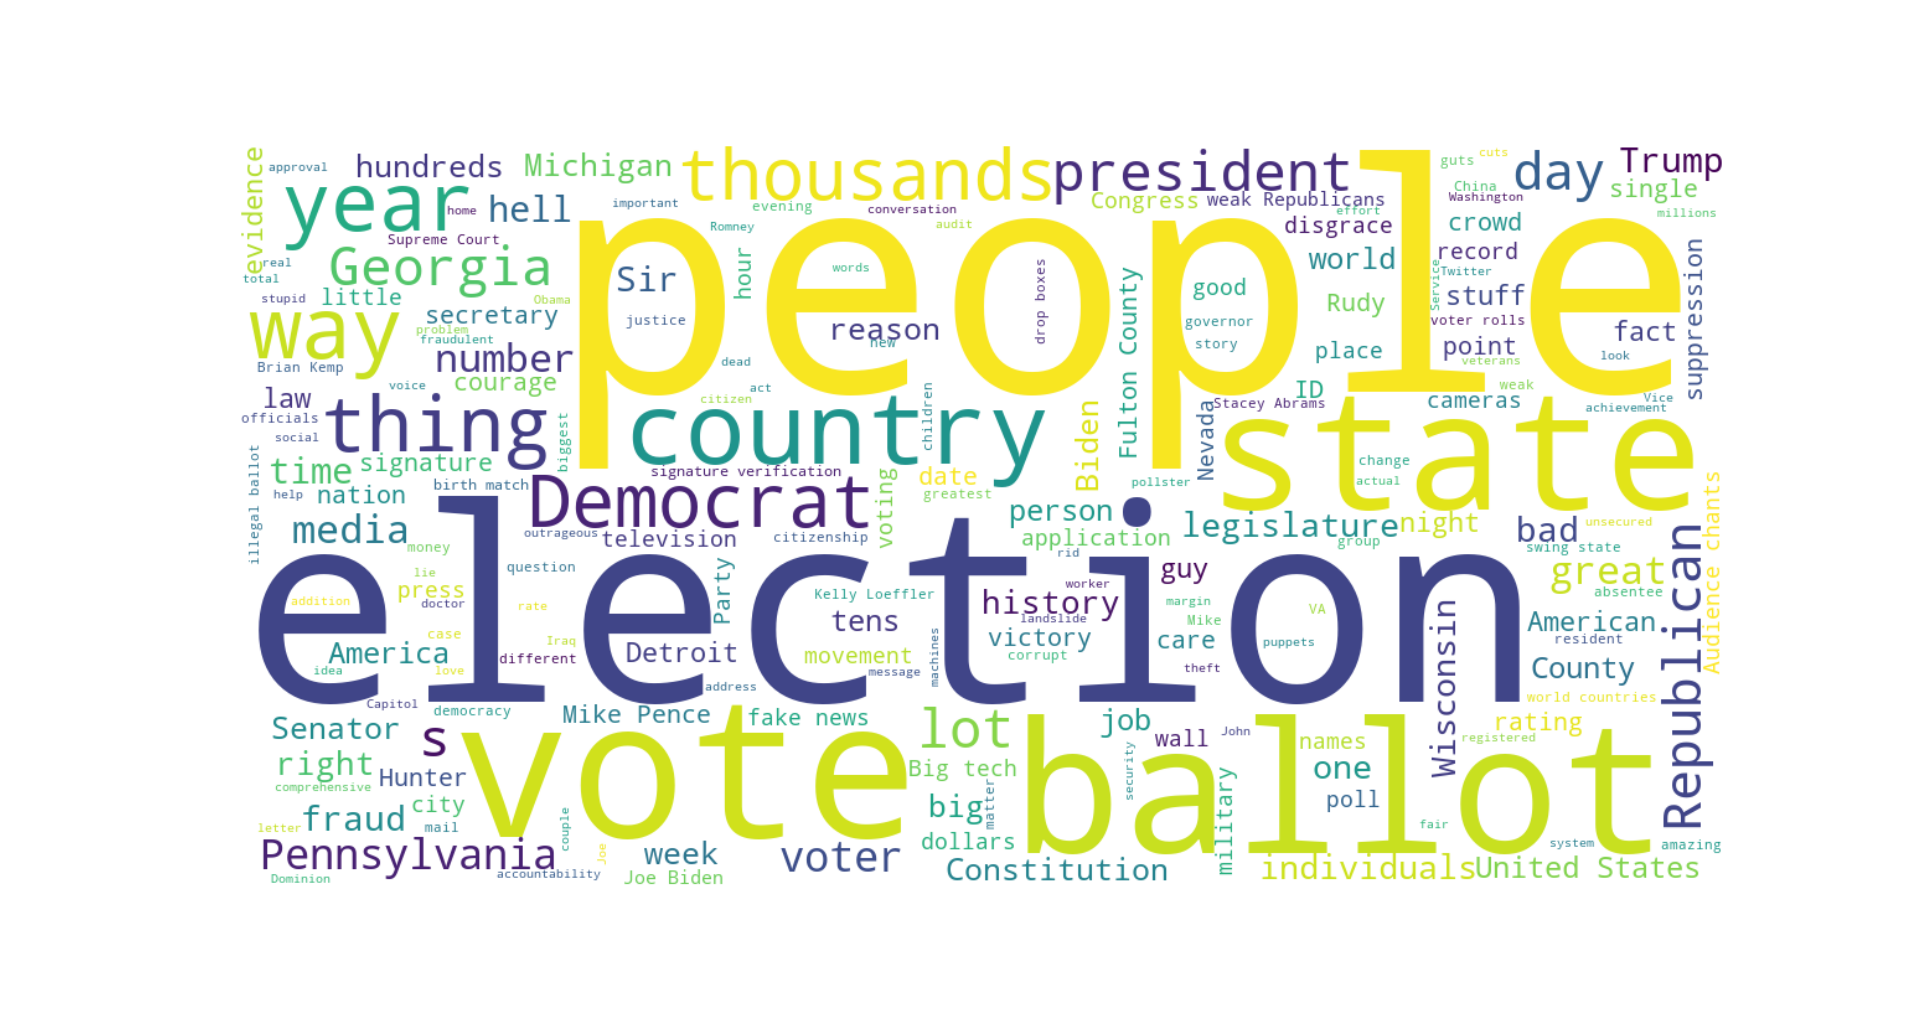 people
election
state
vote
ballot
country
thing
Democrat
year
way
thousands
president
Georgia
Republican
day
Trump
Michigan
hundreds
hell
evidence
approval
home
Supreme Court
real
total
stupid
little
Obama
secretary
problem
fraudulent
Brian Kemp
number
courage
voice
law
officials
social
time
signature
biggest
help
nation
birth match
illegal ballot
media
important
Romney
evening
conversation
audit
Sir
hour
words
justice
reason
new
dead
act
citizen
children
drop boxes
Congress
weak Republicans
effort
disgrace
guts
cuts
China
Washington
single
millions
crowd
world
record
Service
Twitter
good
Rudy
stuff
suppression
governor
story
voter rolls
fact
place
point
look
veterans
Fulton County
ID
weak
Stacey Abrams
cameras
Vice
achievement
Biden
Nevada
change
actual
signature verification
date
greatest
pollster
voting
outrageous
television
citizenship
person
application
legislature
night
group
bad
unsecured
swing state
Audience chants
great
absentee
money
question
lie
press
doctor
addition
rate
case
Iraq
America
different
idea
love
Party
Detroit
Kelly Loeffler
tens
movement
message
machines
rid
worker
history
landslide
victory
corrupt
guy
margin
Mike
care
theft
VA
puppets
Wisconsin
American
resident
County
world countries
rating
registered
address
Capitol
democracy
Mike Pence
fake news
Senator
s
right
Hunter
comprehensive
city
letter
fraud
mail
couple
Joe
Pennsylvania
Dominion
accountability
week
Joe Biden
voter
lot
Big tech
big
matter
dollars
Constitution
job
wall
John
security
military
names
one
poll
fair
system
amazing
individuals
United States